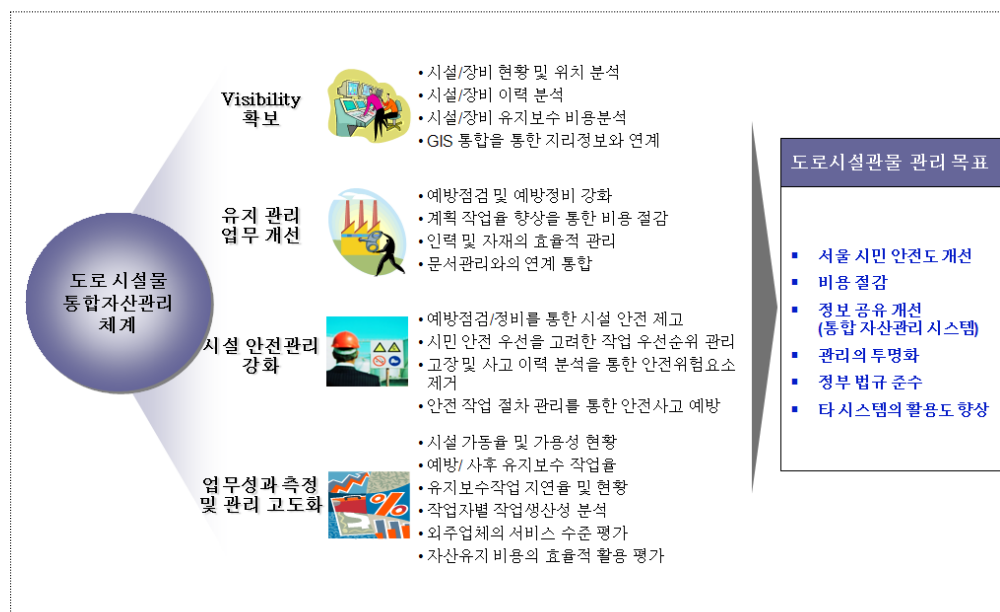 도로 시설물
통합자산관리
체계
Visibility
확보
• 시설/장비 현황 및 위치 분석
• 시설/장비 이력 분석
• 시설/장비 유지보수 비용분석
• GIS 통합을 통한 지리정보와 연계
유지 관리
업무 개선
• 예방점검 및 예방정비 강화
• 계획 작업율 향상을 통한 비용 절감
• 인력 및 자재의 효율적 관리
• 문서관리와의 연계 통합
시설 안전관리
강화
• 예방점검/정비를 통한 시설 안전 제고
• 시민 안전 우선을 고려한 작업 우선순위 관리
• 고장 및 사고 이력 분석을 통한 안전위험요소
제거
• 안전 작업 절차 관리를 통한 안전사고 예방
업무성과 측정
및 관리 고도화
• 시설 가동율 및 가용성 현황
• 예방/ 사후 유지보수 작업율
• 유지보수작업 지연율 및 현황
• 작업자별 작업생산성 분석
• 외주업체의 서비스 수준 평가
• 자산유지 비용의 효율적 활용 평가
도로시설관물 관리 목표
▪ 서울 시민 안전도 개선
▪ 비용 절감
▪ 정보 공유 개선
(통합 자산관리 시스템)
▪ 관리의 투명화
▪ 정부 법규 준수
▪ 타 시스템의 활용도 향상